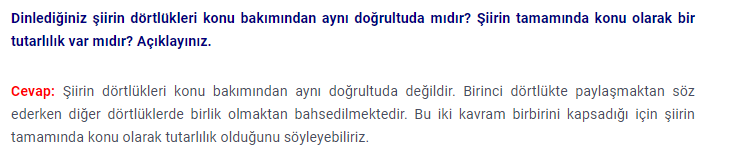 Dinlediğiniz şiirin dörtlükleri konu bakımından aynı doğrultuda mıdır? Şiirin tamamında konu olarak bir
tutarlılık var mıdır? Açıklayınız.
Cevap: Şiirin dörtlükleri konu bakımından aynı doğrultuda değildir. Birinci dörtlükte paylaşmaktan söz
ederken diğer dörtlüklerde birlik olmaktan bahsedilmektedir. Bu iki kavram birbirini kapsadığı için şiirin
tamamında konu olarak tutarlılık olduğunu söyleyebiliriz.